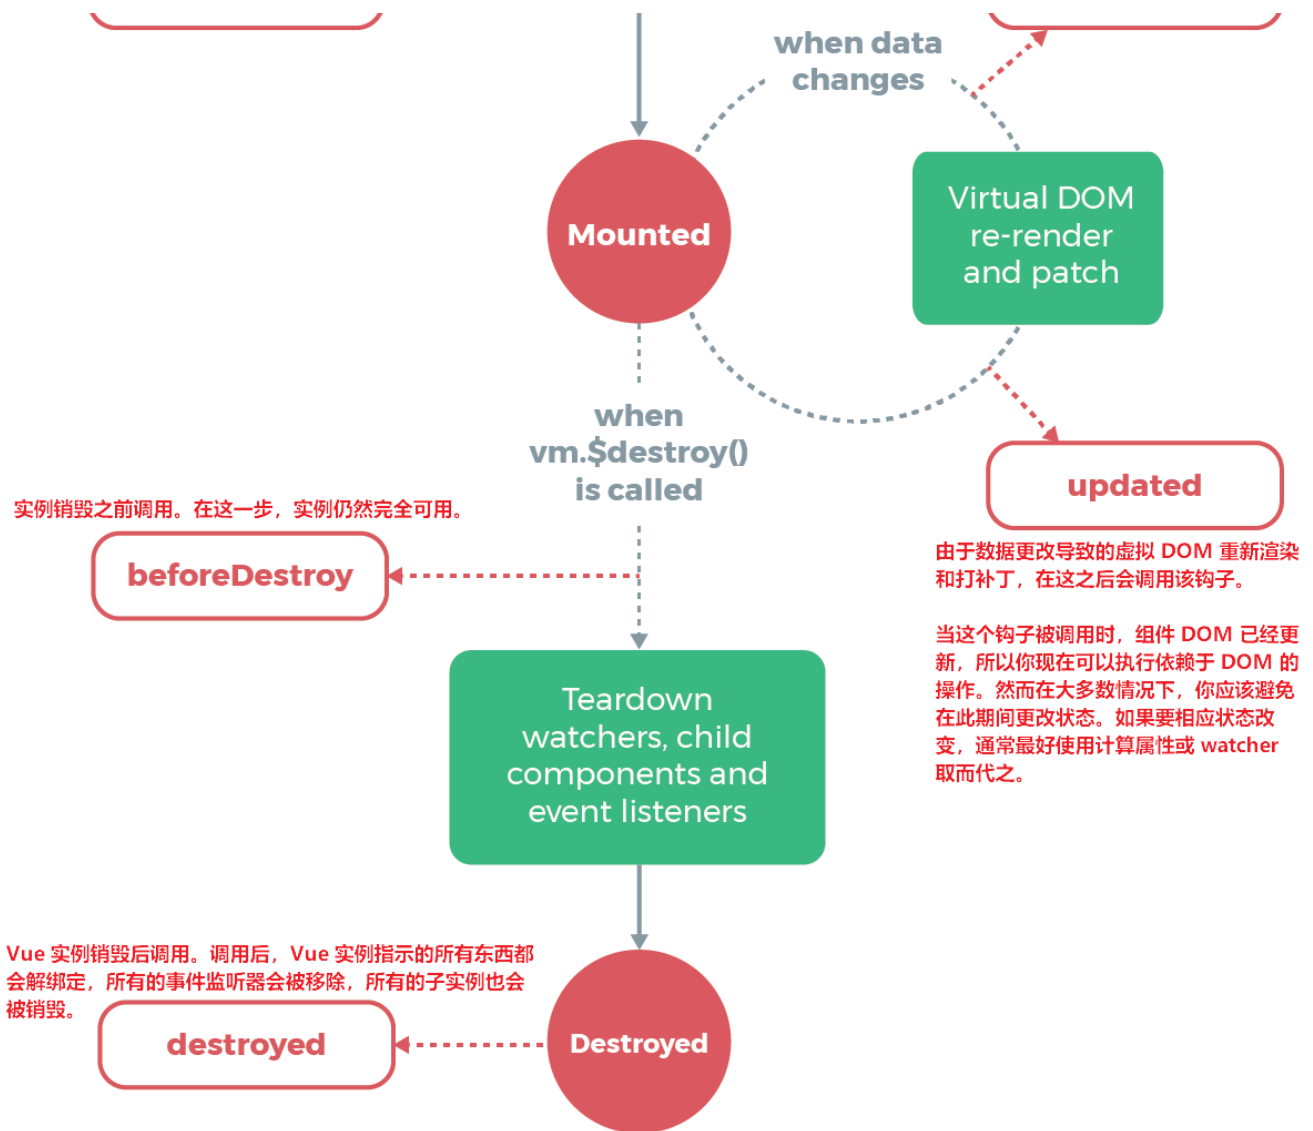 when data
changes
Mounted
Virtual DOM
re-render
and patch
when
vm.$destroy()
is called
updated
由于数据更改导致的虚拟 DOM 重新渲染
和打补丁，在这之后会调用该钩子。
当这个钩子被调用时，组件 DOM 已经更
新，所以你现在可以执行依赖于 DOM 的
操作。然而在大多数情况下，你应该避免
在此期间更改状态。如果要相应状态改
变，通常最好使用计算属性或 watcher
取而代之。
实例销毁之前调用。在这一步，实例仍然完全可用。
beforeDestroy
Teardown
watchers, child
components and
event listeners
Vue 实例销毁后调用。调用后，Vue 实例指示的所有东西都
会解绑定，所有的事件监听器会被移除，所有的子实例也会
被销毁。
destroyed
Destroyed